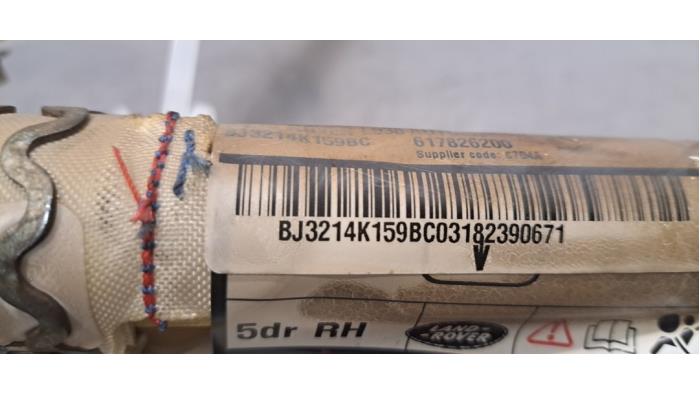 BJ3214K159BC 617826200
Supplier code:
BJ3214K159BC03182390671
V
5dr RH LAND ROVER